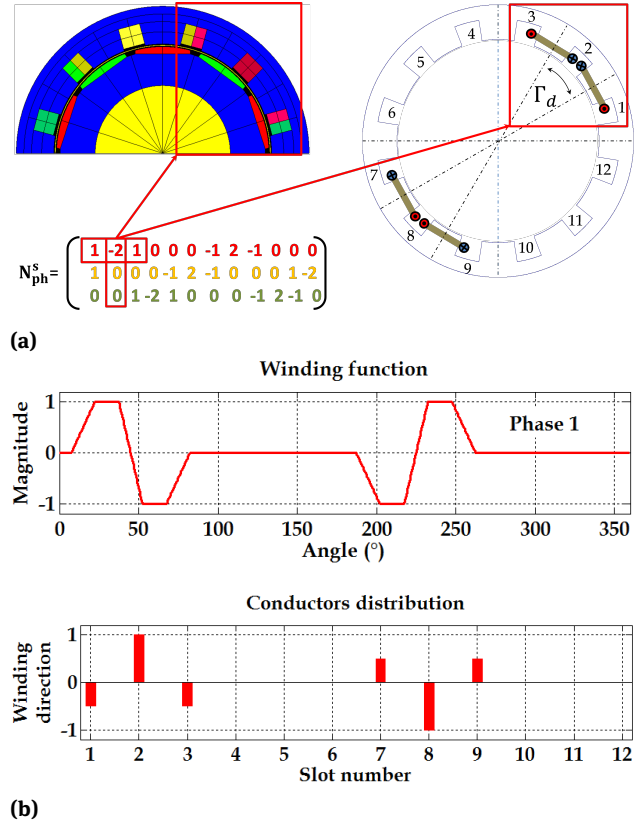 3
4
2
5
Γd
1
6
7
12
8
11
9
10
1 -2 1 0 0 0 -1 2 -1 0 0 0
N^s_ph= 1 0 0 0 -1 2 -1 0 0 0 1 -2
0 0 1 -2 1 0 0 0 -1 2 -1 0
(a)
Winding function
Magnitude
1
0
-1
Phase 1
0 50 100 150 200 250 300 350
Angle (°)
Conductors distribution
Winding
direction
1
0
-1
1 2 3 4 5 6 7 8 9 10 11 12
Slot number
(b)